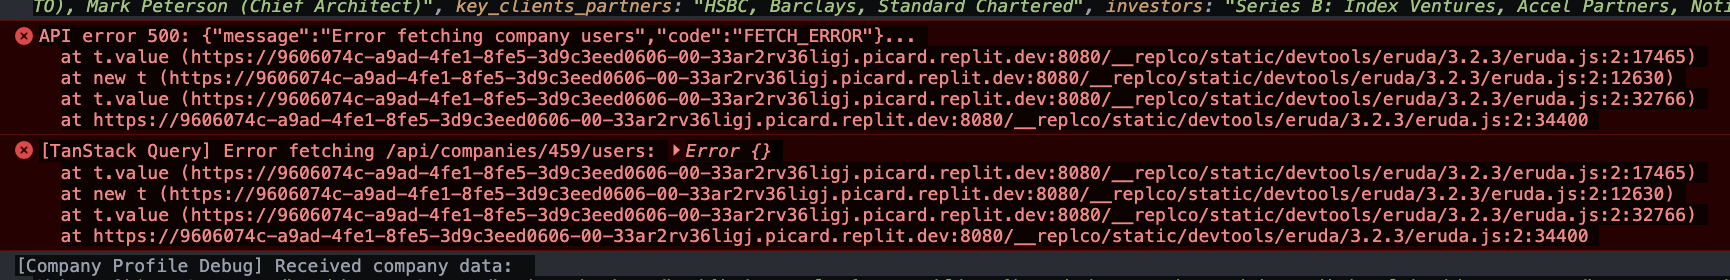 TO), Mark Peterson (Chief Architect)", key_clients_partners: "HSBC, Barclays, Standard Chartered", investors: "Series B: Index Ventures, Accel Partners, Noti
API error 500: {"message":"Error fetching company users","code":"FETCH_ERROR"}...
at t.value (https://9606074c-a9ad-4fe1-8fe5-3d9c3eed0606-00-33ar2rv36ligj.picard.replit.dev:8080/__replco/static/devtools/eruda/3.2.3/eruda.js:2:17465)
at new t (https://9606074c-a9ad-4fe1-8fe5-3d9c3eed0606-00-33ar2rv36ligj.picard.replit.dev:8080/__replco/static/devtools/eruda/3.2.3/eruda.js:2:12630)
at t.value (https://9606074c-a9ad-4fe1-8fe5-3d9c3eed0606-00-33ar2rv36ligj.picard.replit.dev:8080/__replco/static/devtools/eruda/3.2.3/eruda.js:2:32766)
at https://9606074c-a9ad-4fe1-8fe5-3d9c3eed0606-00-33ar2rv36ligj.picard.replit.dev:8080/__replco/static/devtools/eruda/3.2.3/eruda.js:2:34400
[TanStack Query] Error fetching /api/companies/459/users: ▶Error {}
at t.value (https://9606074c-a9ad-4fe1-8fe5-3d9c3eed0606-00-33ar2rv36ligj.picard.replit.dev:8080/__replco/static/devtools/eruda/3.2.3/eruda.js:2:17465)
at new t (https://9606074c-a9ad-4fe1-8fe5-3d9c3eed0606-00-33ar2rv36ligj.picard.replit.dev:8080/__replco/static/devtools/eruda/3.2.3/eruda.js:2:12630)
at t.value (https://9606074c-a9ad-4fe1-8fe5-3d9c3eed0606-00-33ar2rv36ligj.picard.replit.dev:8080/__replco/static/devtools/eruda/3.2.3/eruda.js:2:32766)
at https://9606074c-a9ad-4fe1-8fe5-3d9c3eed0606-00-33ar2rv36ligj.picard.replit.dev:8080/__replco/static/devtools/eruda/3.2.3/eruda.js:2:34400
[Company Profile Debug] Received company data: